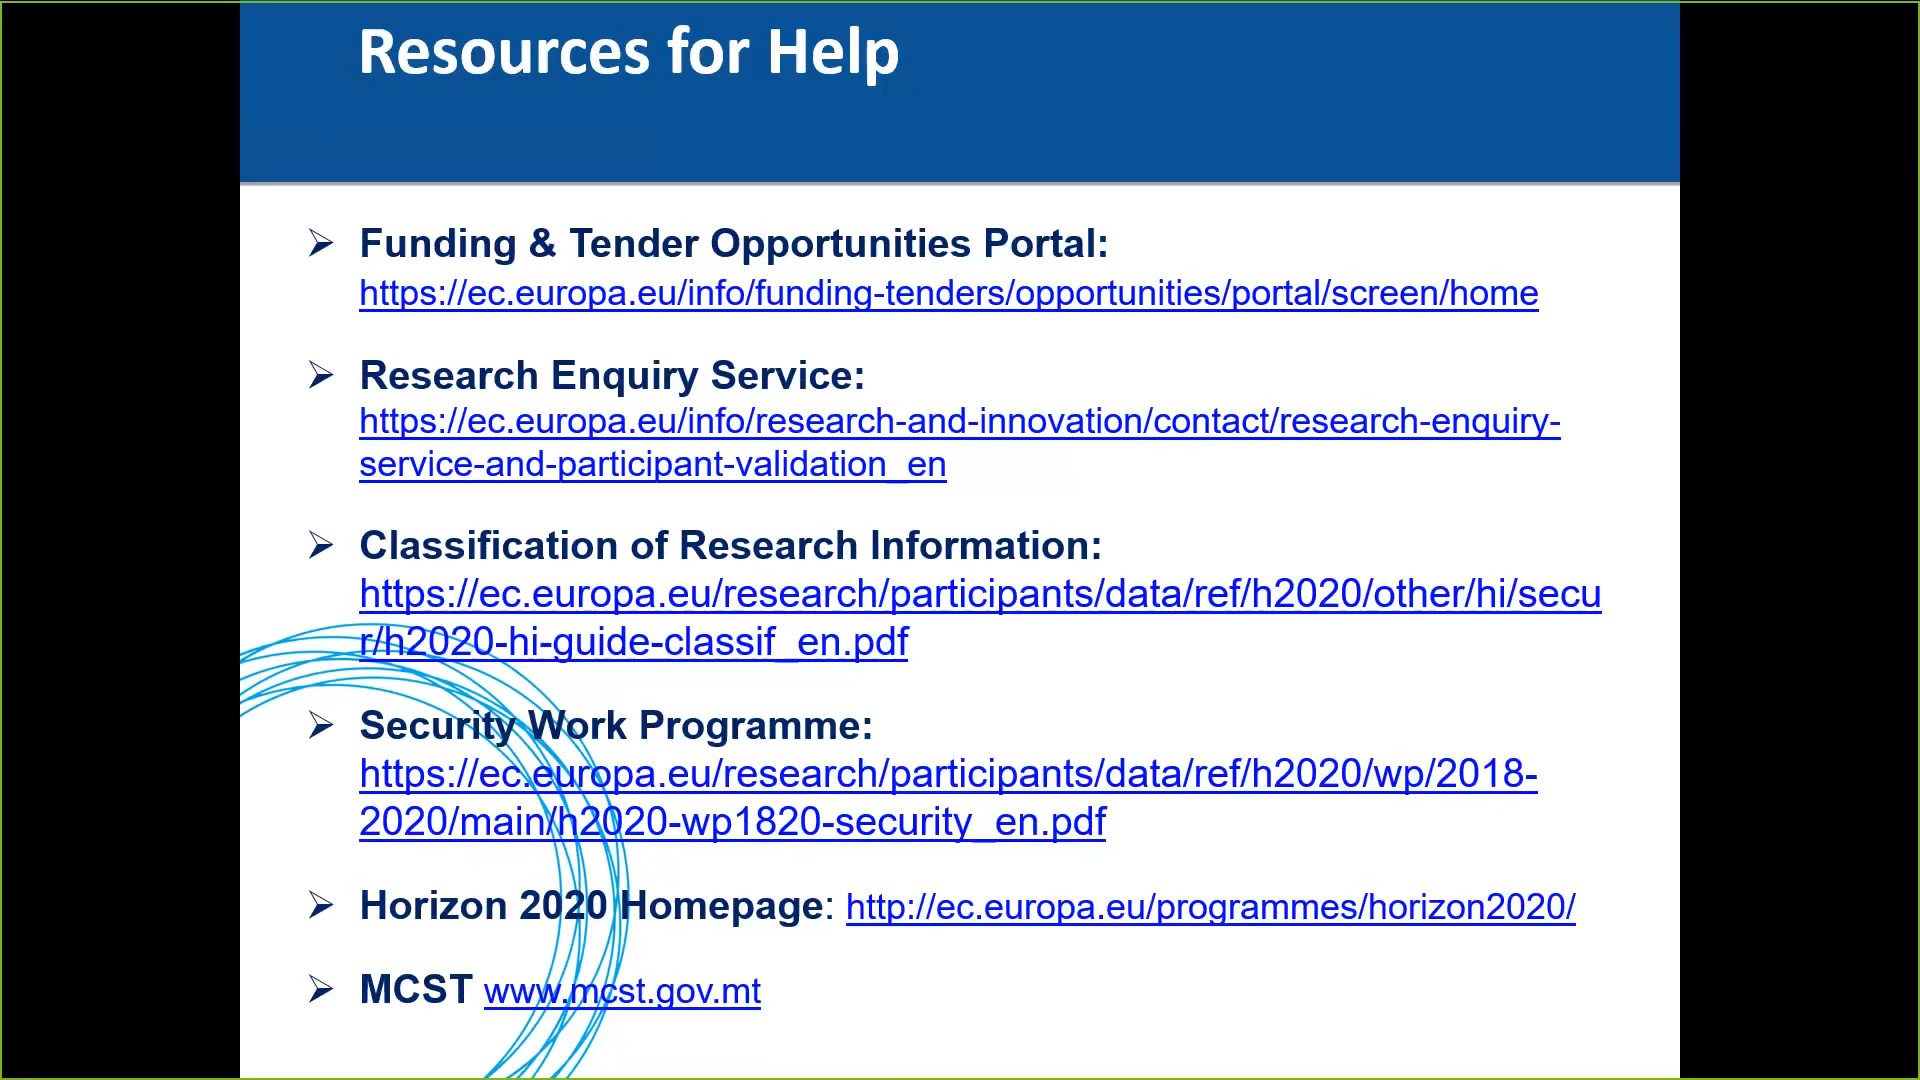 Resources for Help
➢ Funding & Tender Opportunities Portal:
https://ec.europa.eu/info/funding-tenders/opportunities/portal/screen/home
➢ Research Enquiry Service:
https://ec.europa.eu/info/research-and-innovation/contact/research-enquiry-
service-and-participant-validation_en
➢ Classification of Research Information:
https://ec.europa.eu/research/participants/data/ref/h2020/other/hi/secu
r/h2020-hi-guide-classif_en.pdf
➢ Security Work Programme:
https://ec.europa.eu/research/participants/data/ref/h2020/wp/2018-
2020/main/h2020-wp1820-security_en.pdf
➢ Horizon 2020 Homepage: http://ec.europa.eu/programmes/horizon2020/
➢ MCST www.mcst.gov.mt